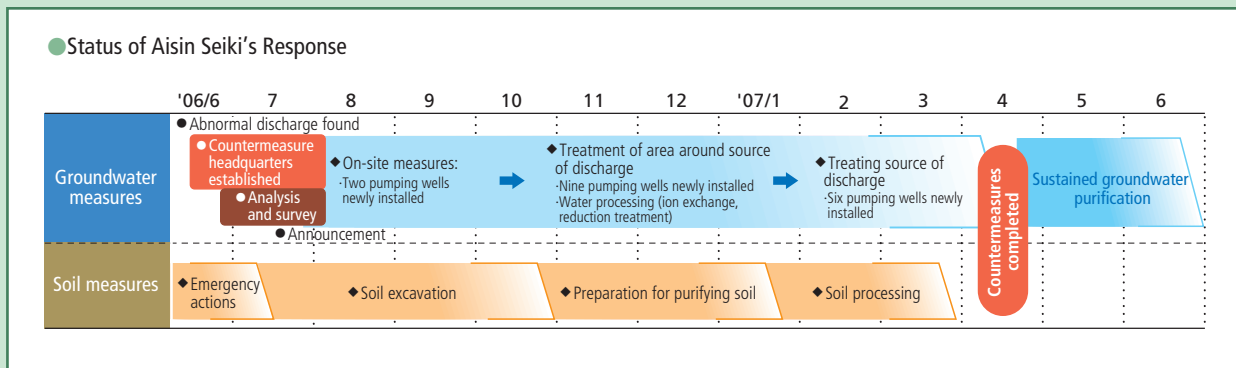 ●Status of Aisin Seiki's Response
'06/6 7 8 9 10 11 12 '07/1 2 3 4 5 6
Groundwater
measures
●Abnormal discharge found
●Countermeasure
headquarters
established
●Analysis
and survey
●Announcement
◆On-site measures:
·Two pumping wells
newly installed
◆Treatment of area around source
of discharge
·Nine pumping wells newly installed
·Water processing (ion exchange,
reduction treatment)
◆Treating source of
discharge
·Six pumping wells newly
installed
Countermeasures
completed
Sustained groundwater
purification
Soil measures
◆Emergency
actions
◆Soil excavation
◆Preparation for purifying soil
◆Soil processing